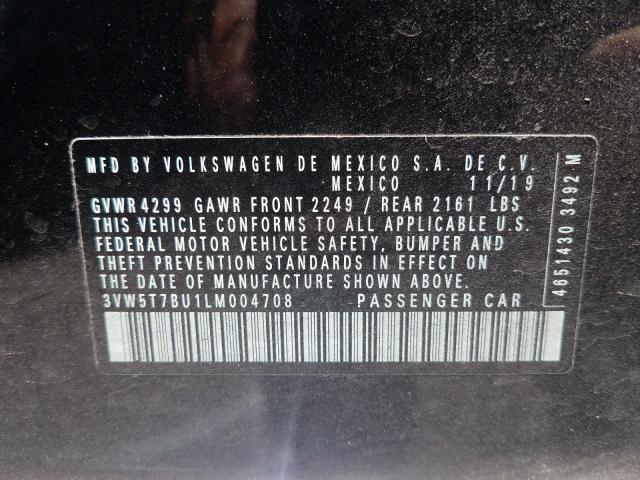 MFD BY VOLKSWAGEN DE MEXICO S.A. DE C.V.
MEXICO 11/19
GVWR 4299 GAWR FRONT 2249 / REAR 2161 LBS
THIS VEHICLE CONFORMS TO ALL APPLICABLE U.S.
FEDERAL MOTOR VEHICLE SAFETY, BUMPER AND
THEFT PREVENTION STANDARDS IN EFFECT ON
THE DATE OF MANUFACTURE SHOWN ABOVE.
3VW5T7BU1LM004708 PASSENGER CAR
4651430 3492 M